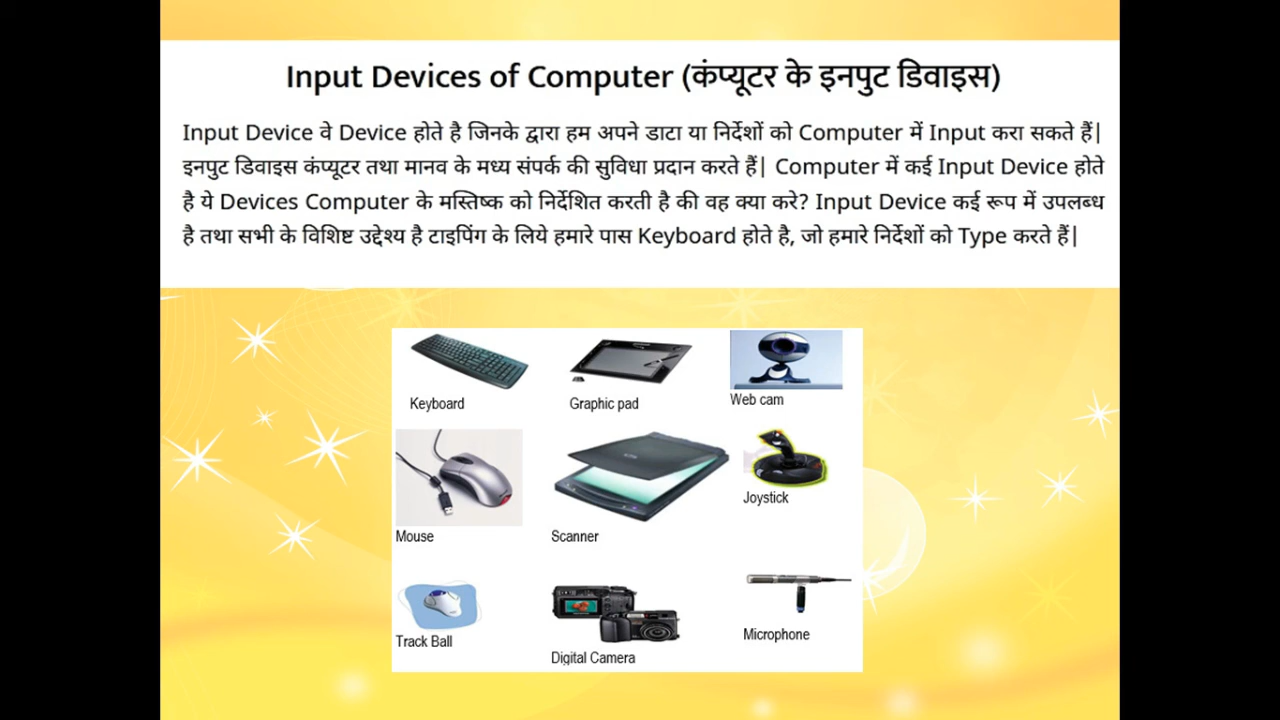 Input Devices of Computer (कंप्यूटर के इनपुट डिवाइस)
Input Device वे Device होते है जिनके द्वारा हम अपने डाटा या निर्देशों को Computer में Input करा सकते हैं|
इनपुट डिवाइस कंप्यूटर तथा मानव के मध्य संपर्क की सुविधा प्रदान करते हैं| Computer में कई Input Device होते
है ये Devices Computer के मस्तिष्क को निर्देशित करती है की वह क्या करे? Input Device कई रूप में उपलब्ध
है तथा सभी के विशिष्ट उद्देश्य है टाइपिंग के लिये हमारे पास Keyboard होते है, जो हमारे निर्देशों को Type करते हैं|
Keyboard
Graphic pad
Web cam
Mouse
Scanner
Joystick
Track Ball
Digital Camera
Microphone